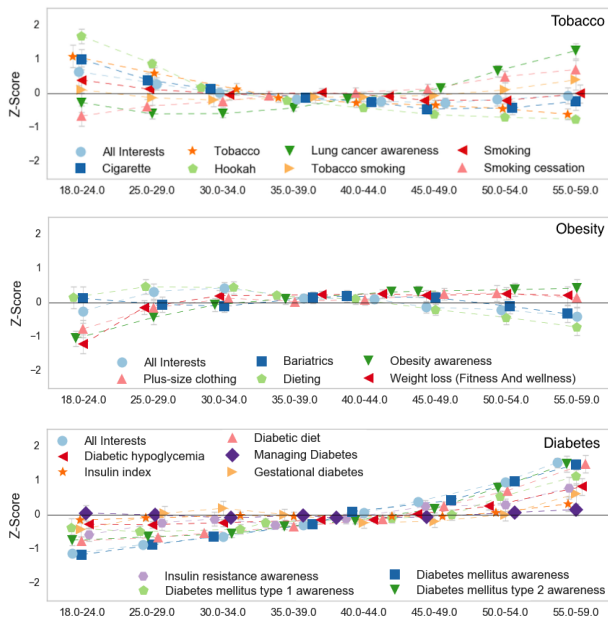 Tobacco
2
1
0
−1
−2
Z-Score
All Interests Tobacco Lung cancer awareness Smoking
Cigarette Hookah Tobacco smoking Smoking cessation
18.0-24.0 25.0-29.0 30.0-34.0 35.0-39.0 40.0-44.0 45.0-49.0 50.0-54.0 55.0-59.0
Obesity
2
1
0
−1
−2
Z-Score
All Interests Bariatrics Obesity awareness
Plus-size clothing Dieting Weight loss (Fitness And wellness)
18.0-24.0 25.0-29.0 30.0-34.0 35.0-39.0 40.0-44.0 45.0-49.0 50.0-54.0 55.0-59.0
Diabetes
All Interests Diabetic diet
Diabetic hypoglycemia Managing Diabetes
Insulin index Gestational diabetes
2
1
0
−1
−2
Z-Score
Insulin resistance awareness Diabetes mellitus awareness
Diabetes mellitus type 1 awareness Diabetes mellitus type 2 awareness
18.0-24.0 25.0-29.0 30.0-34.0 35.0-39.0 40.0-44.0 45.0-49.0 50.0-54.0 55.0-59.0